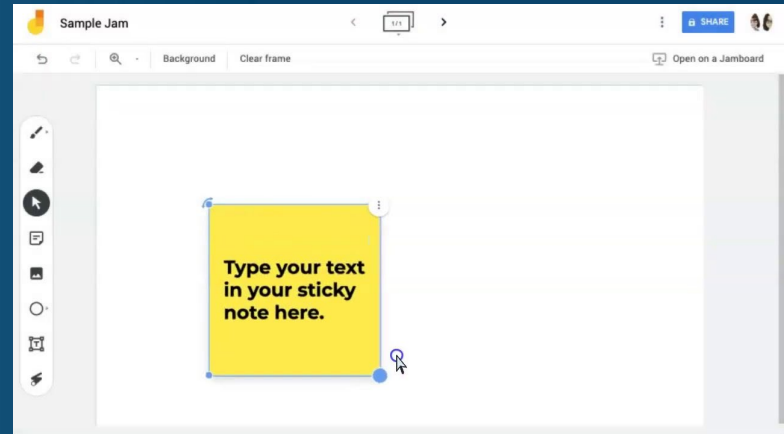 Sample Jam
1/1
SHARE
Background
Clear frame
Open on a Jamboard
Type your text
in your sticky
note here.
T